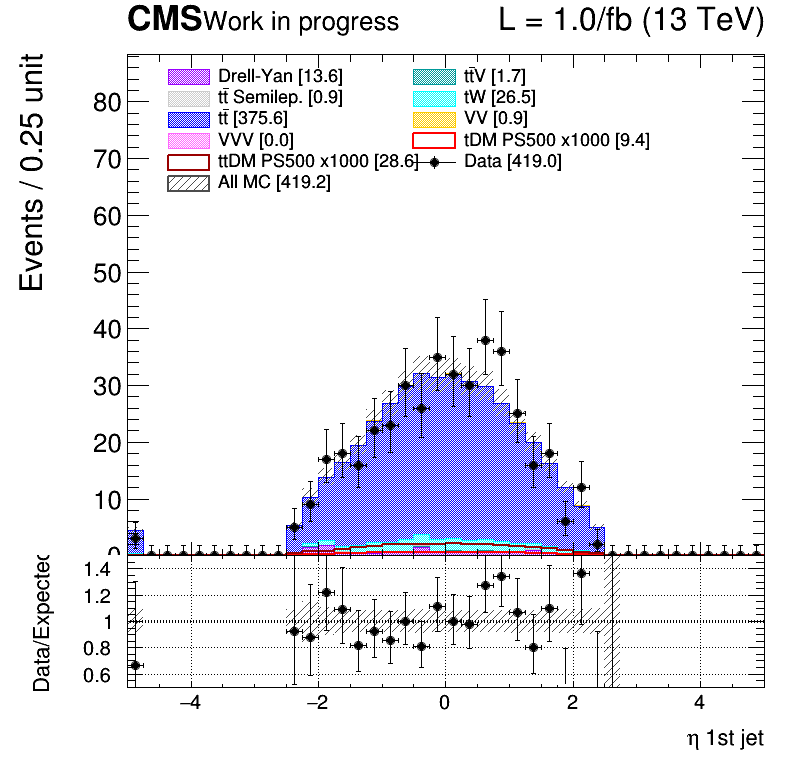 CMS Work in progress L = 1.0/fb (13 TeV)
Events / 0.25 unit
Drell-Yan [13.6] tt̄V [1.7]
tt̄ Semilep. [0.9] tW [26.5]
tt̄ [375.6] VV [0.9]
VVV [0.0] tDM PS500 x1000 [9.4]
ttDM PS500 x1000 [28.6] Data [419.0]
All MC [419.2]
80
70
60
50
40
30
20
10
0
Data/Expected
1.4
1.2
1
0.8
0.6
−4 −2 0 2 4
η 1st jet